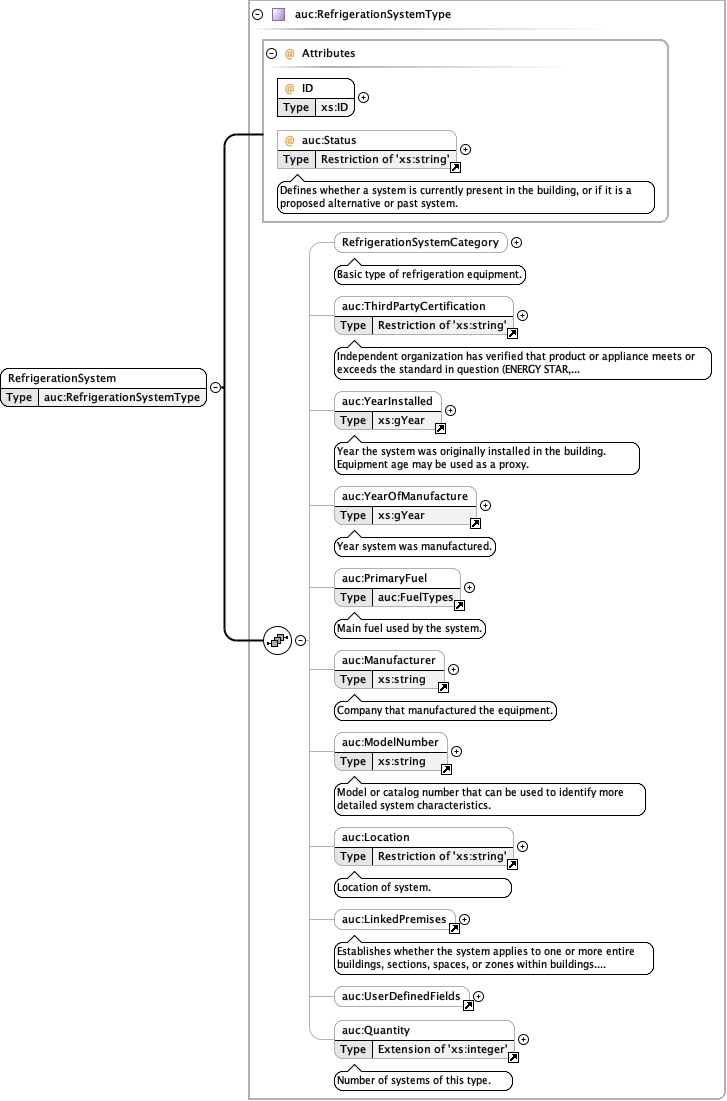 auc:RefrigerationSystemType
@ Attributes
@ ID
Type xs:ID
@ auc:Status
Type Restriction of 'xs:string'
Defines whether a system is currently present in the building, or if it is a
proposed alternative or past system.
RefrigerationSystemCategory
Basic type of refrigeration equipment.
auc:ThirdPartyCertification
Type Restriction of 'xs:string'
Independent organization has verified that product or appliance meets or
exceeds the standard in question (ENERGY STAR,...
RefrigerationSystem
Type auc:RefrigerationSystemType
auc:YearInstalled
Type xs:gYear
Year the system was originally installed in the building.
Equipment age may be used as a proxy.
auc:YearOfManufacture
Type xs:gYear
Year system was manufactured.
auc:PrimaryFuel
Type auc:FuelTypes
Main fuel used by the system.
auc:Manufacturer
Type xs:string
Company that manufactured the equipment.
auc:ModelNumber
Type xs:string
Model or catalog number that can be used to identify more
detailed system characteristics.
auc:Location
Type Restriction of 'xs:string'
Location of system.
auc:LinkedPremises
Establishes whether the system applies to one or more entire
buildings, sections, spaces, or zones within buildings....
auc:UserDefinedFields
auc:Quantity
Type Extension of 'xs:integer'
Number of systems of this type.